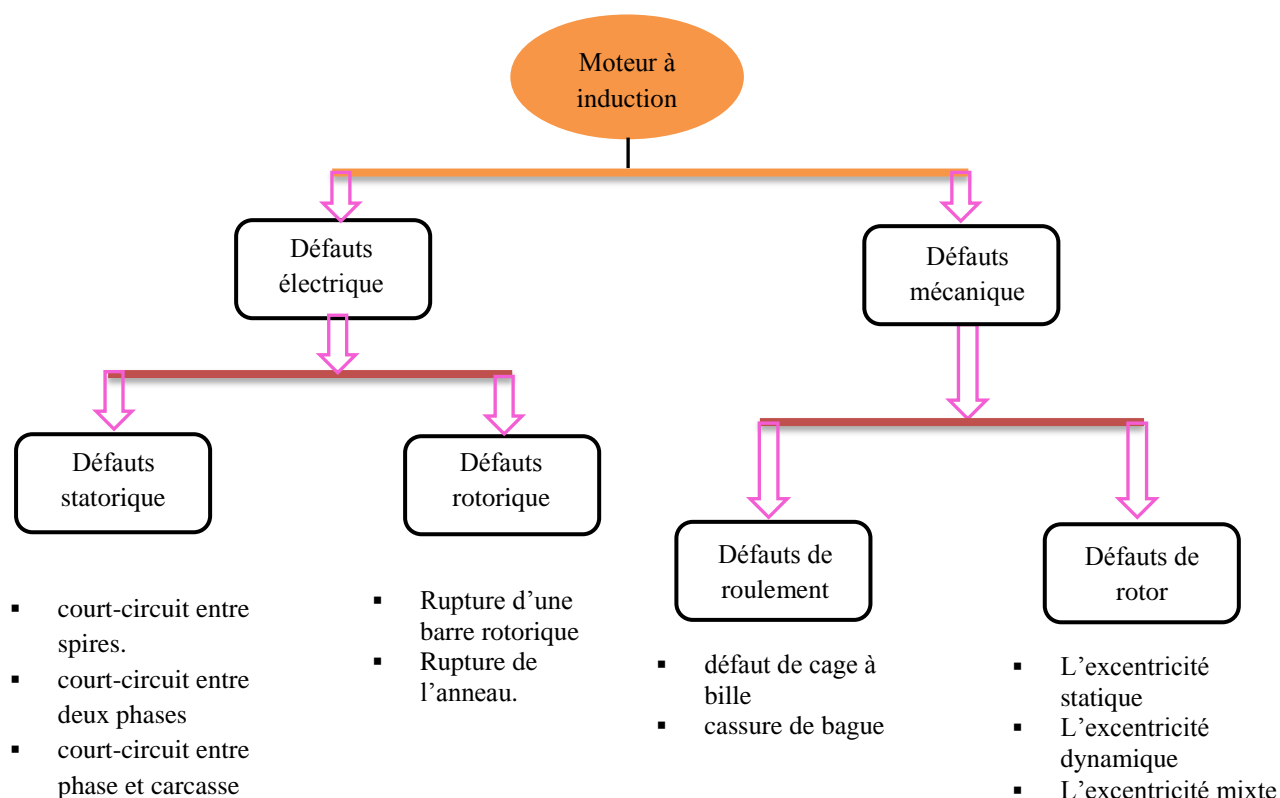 Moteur à
induction
Défauts
électrique
Défauts
mécanique
Défauts
statorique
Défauts
rotorique
Défauts de
roulement
Défauts de
rotor
▪ court-circuit entre
spires.
▪ court-circuit entre
deux phases
▪ court-circuit entre
phase et carcasse
▪ Rupture d’une
barre rotorique
▪ Rupture de
l’anneau.
▪ défaut de cage à
bille
▪ cassure de bague
▪ L’excentricité
statique
▪ L’excentricité
dynamique
▪ L’excentricité mixte